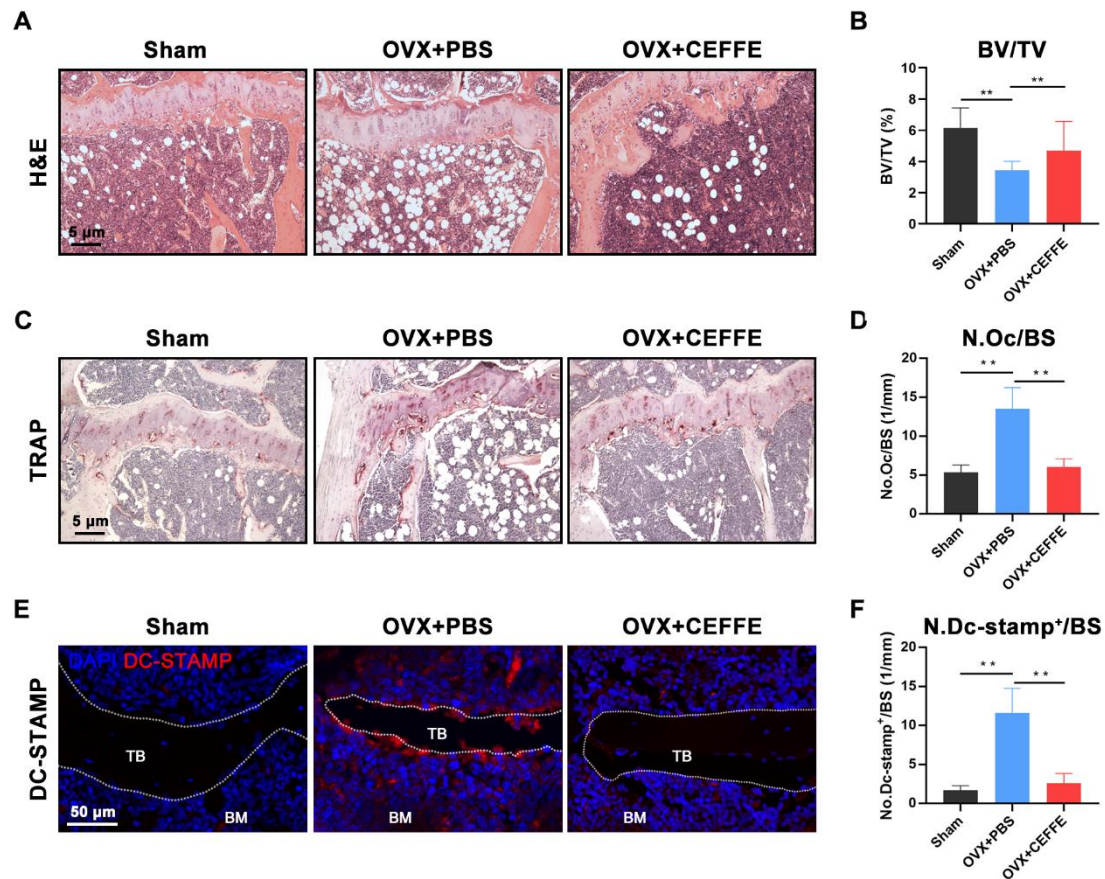 A
Sham
OVX+PBS
OVX+CEFFE
H&E
5 μm
B
BV/TV
BV/TV (%)
10
8
6
4
2
0
**
**
Sham
OVX+PBS
OVX+CEFFE
C
Sham
OVX+PBS
OVX+CEFFE
TRAP
5 μm
D
N.Oc/BS
No.Oc/BS (1/mm)
20
15
10
5
0
**
**
Sham
OVX+PBS
OVX+CEFFE
E
Sham
OVX+PBS
OVX+CEFFE
DC-STAMP
DAPI DC-STAMP
TB
BM
50 μm
TB
BM
TB
BM
F
N.Dc-stamp⁺/BS
No.Dc-stamp⁺/BS (1/mm)
20
15
10
5
0
**
**
Sham
OVX+PBS
OVX+CEFFE